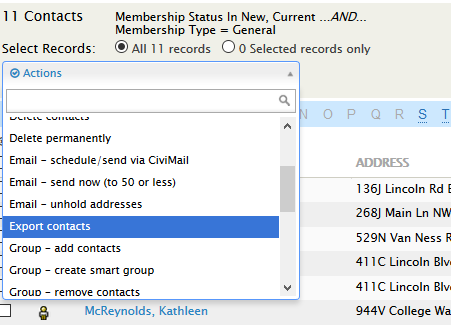 11 Contacts
Membership Status In New, Current ...AND...
Membership Type = General
Select Records: All 11 records 0 Selected records only
Actions
N O P Q R S T
Delete contacts
Delete permanently
Email - schedule/send via CiviMail
Email - send now (to 50 or less)
Email - unhold addresses
Export contacts
Group - add contacts
Group - create smart group
Group - remove contacts
ADDRESS
136J Lincoln Rd E
268J Main Ln NW
529N Van Ness R
411C Lincoln Blv
411C Lincoln Blv
McReynolds, Kathleen 944V College Wa